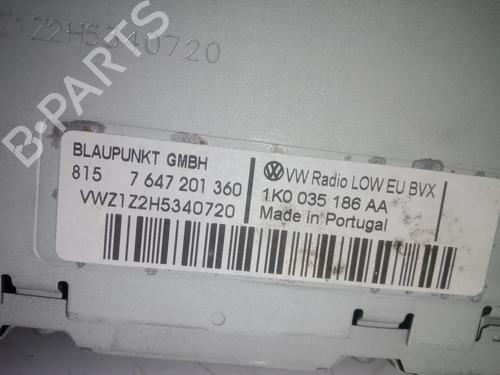 Z1Z2H5340720
B-PARTS
BLAUPUNKT GMBH
815 7 647 201 360
VWZ1Z2H5340720
VW Radio LOW EU BVX
1K0 035 186 AA
Made in Portugal